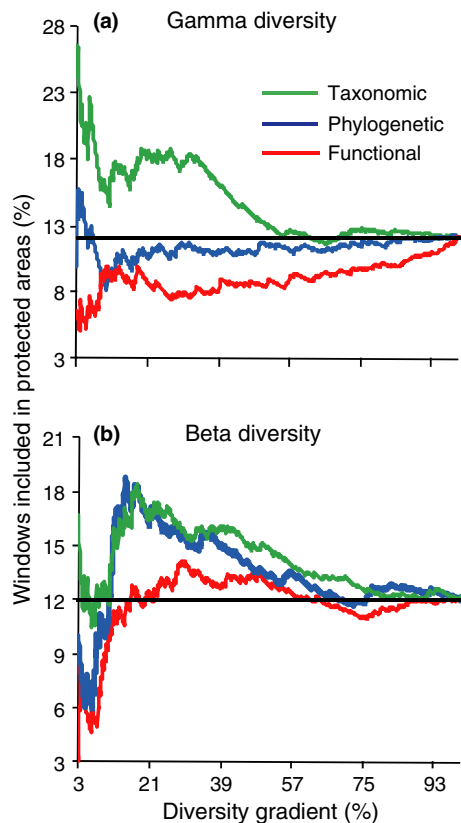 (a) Gamma diversity
28
23
18
13
8
3
Taxonomic
Phylogenetic
Functional
Windows included in protected areas (%)
(b) Beta diversity
21
18
15
12
9
6
3
3 21 39 57 75 93
Diversity gradient (%)